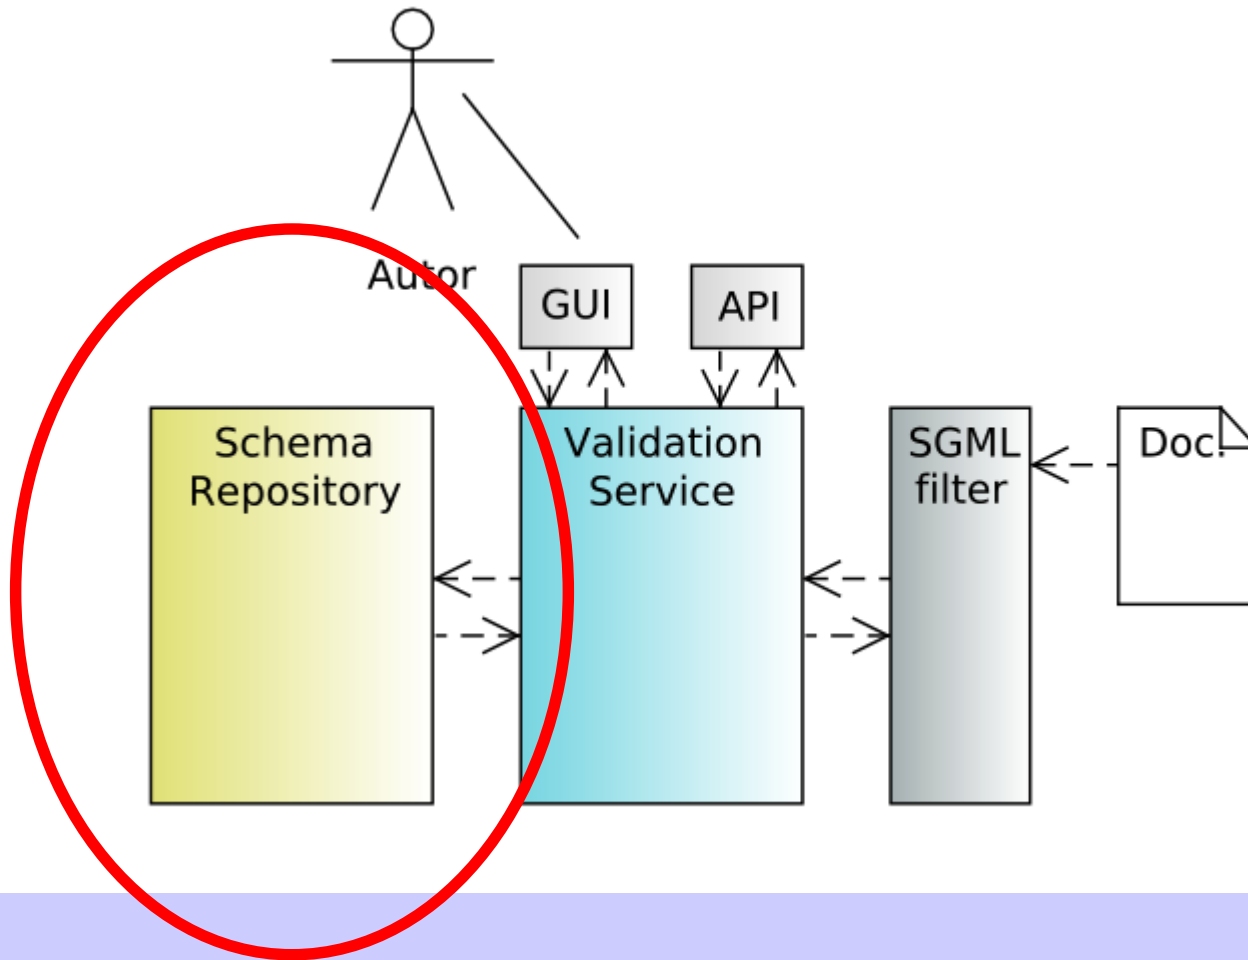 Autor
GUI
API
Schema
Repository
Validation
Service
SGML
filter
Doc.